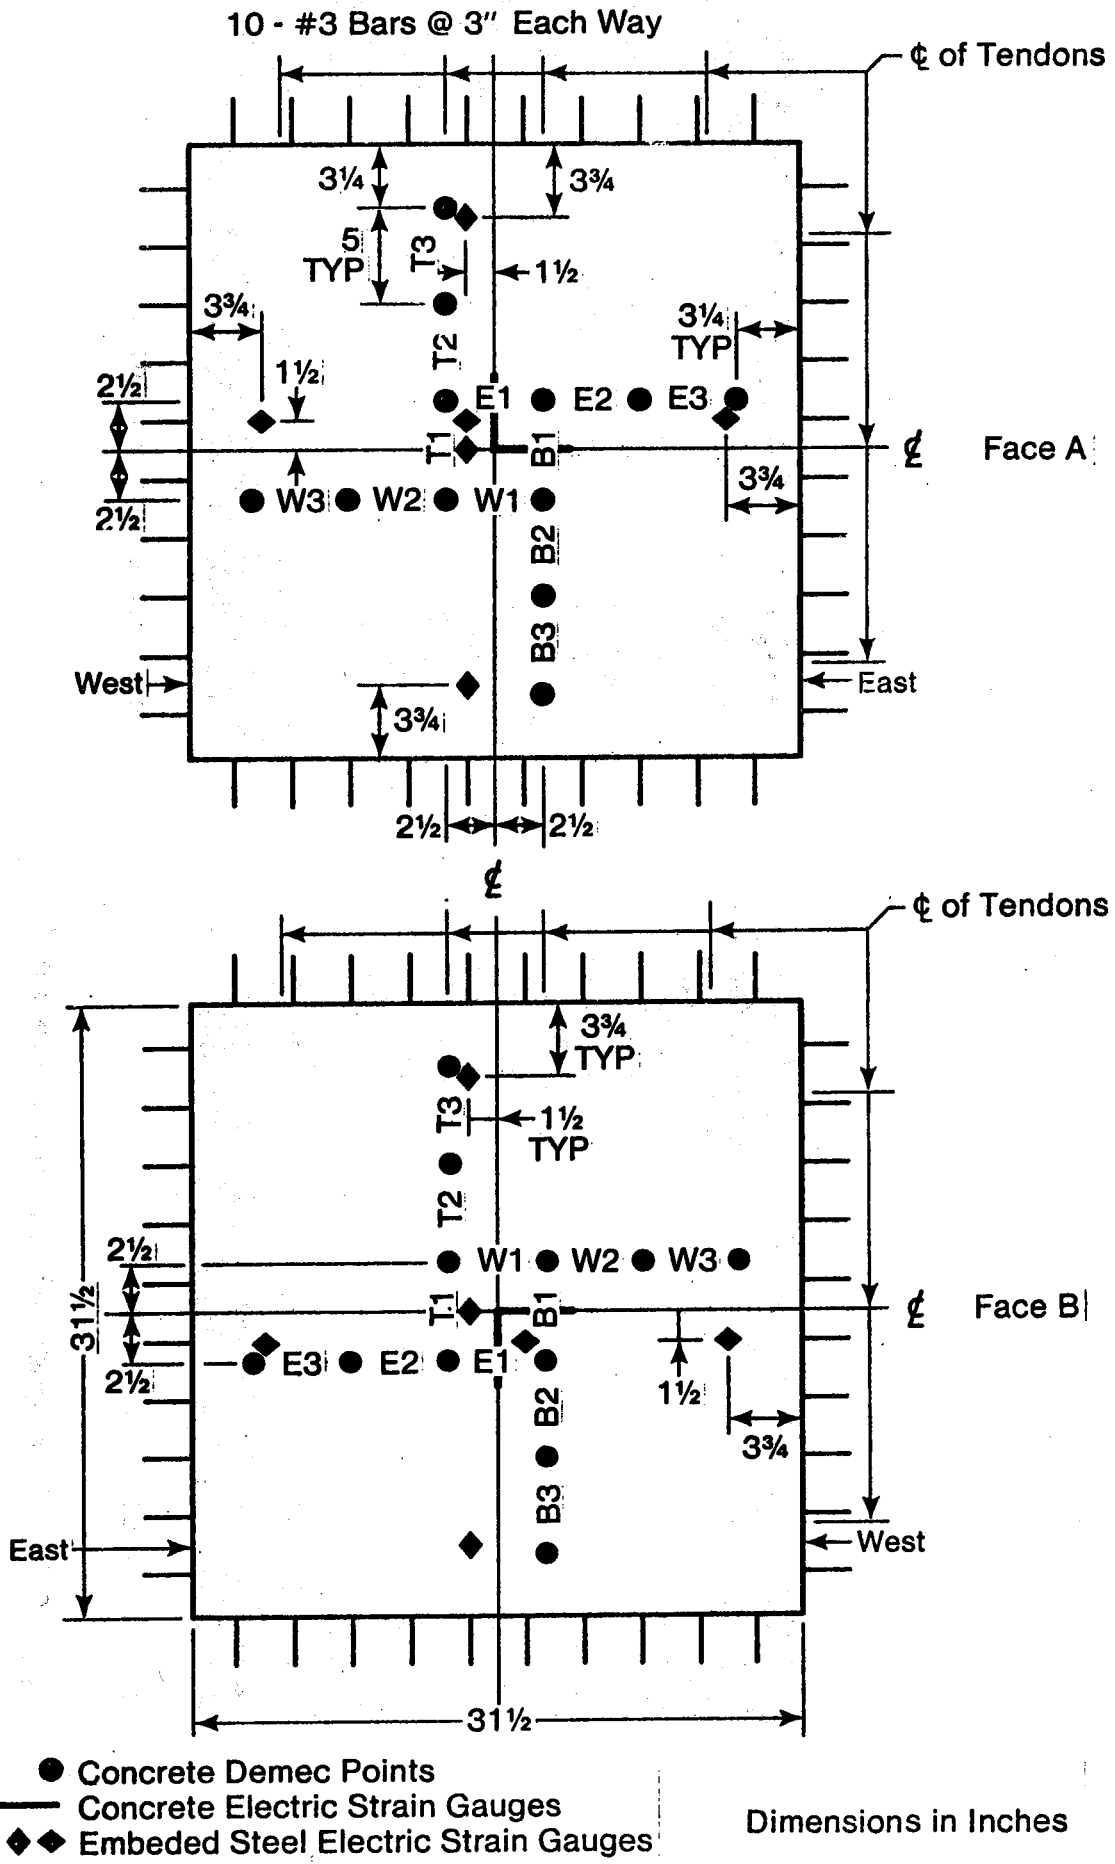 10 - #3 Bars @ 3" Each Way
℄ of Tendons
3¼
3¾
5
TYP
T3
1½
3¾
3¼
TYP
T2
1½
2½
E1
E2
E3
T1
B1
℄
Face A
3¾
W3
W2
W1
2½
B2
B3
West
East
3¾
2½
2½
℄
℄ of Tendons
3¾
TYP
T3
1½
TYP
T2
2½
W1
W2
W3
31½
T1
B1
℄
Face B
E3
E2
E1
2½
1½
B2
3¾
B3
East
West
31½
Concrete Demec Points
Concrete Electric Strain Gauges
Embeded Steel Electric Strain Gauges
Dimensions in Inches